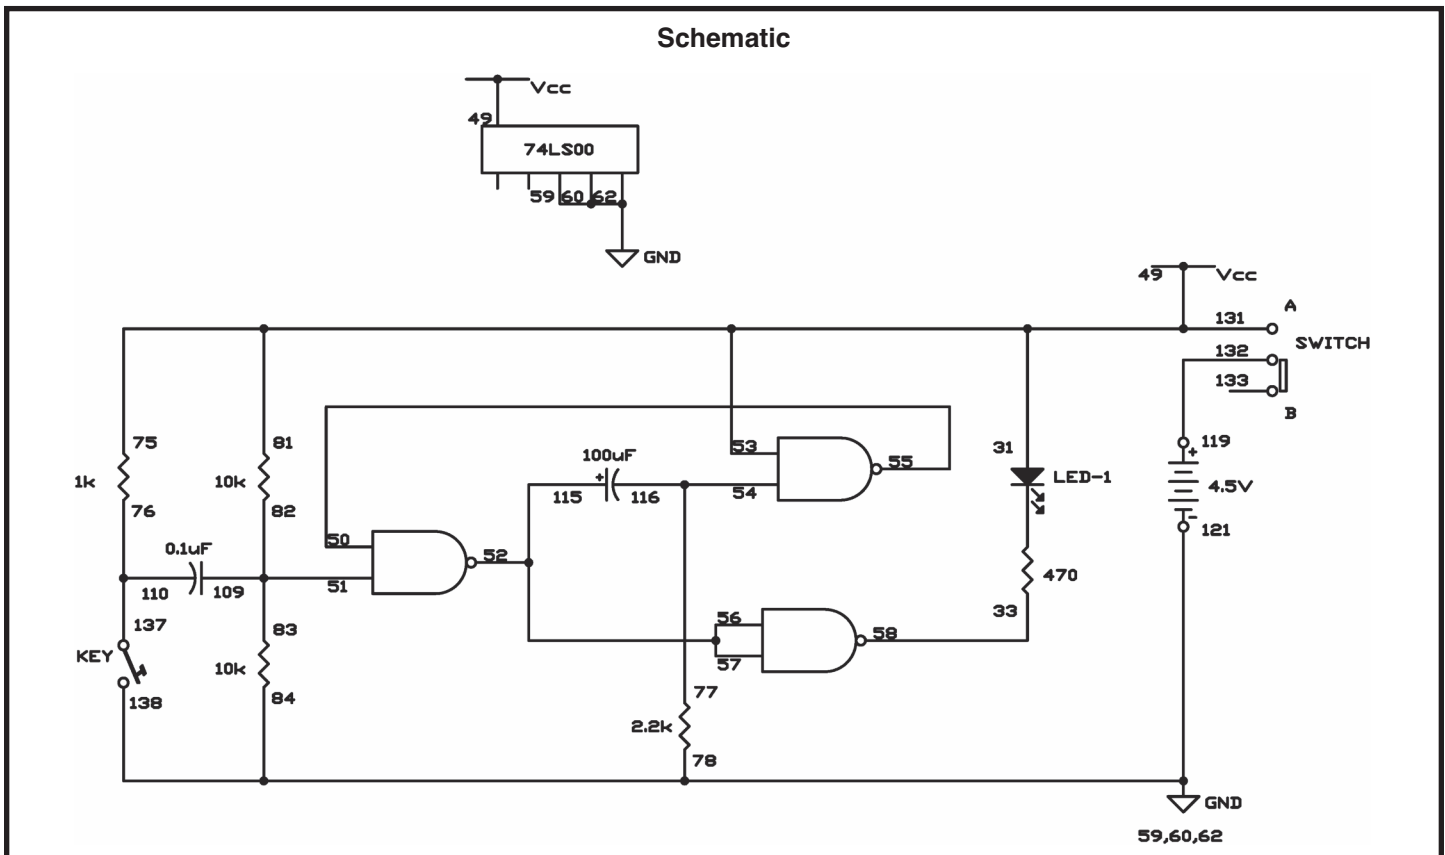 Schematic
Vcc
49
74LS00
59 60 62
GND
49 Vcc
A
131
SWITCH
132
133
B
75
81
53
55
31
119
+
1k
10k
100uF
+
115
116
54
LED-1
4.5V
76
82
-
121
0.1uF
50
52
110
109
51
470
137
83
56
58
33
KEY
10k
57
138
84
77
2.2k
78
GND
59,60,62